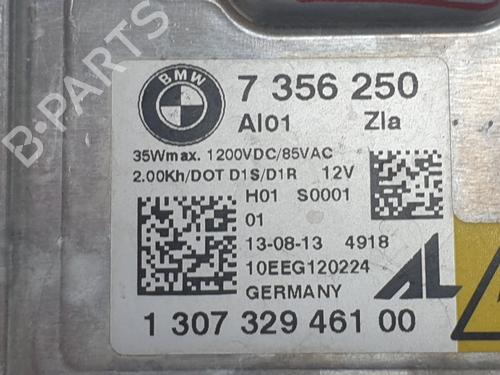 B-PARTS
BMW
7 356 250
AI01 Zla
35Wmax. 1200VDC/85VAC
2.00Kh/DOT D1S/D1R 12V
H01 S0001
01
13-08-13 4918
10EEG120224
GERMANY
AL
1 307 329 461 00